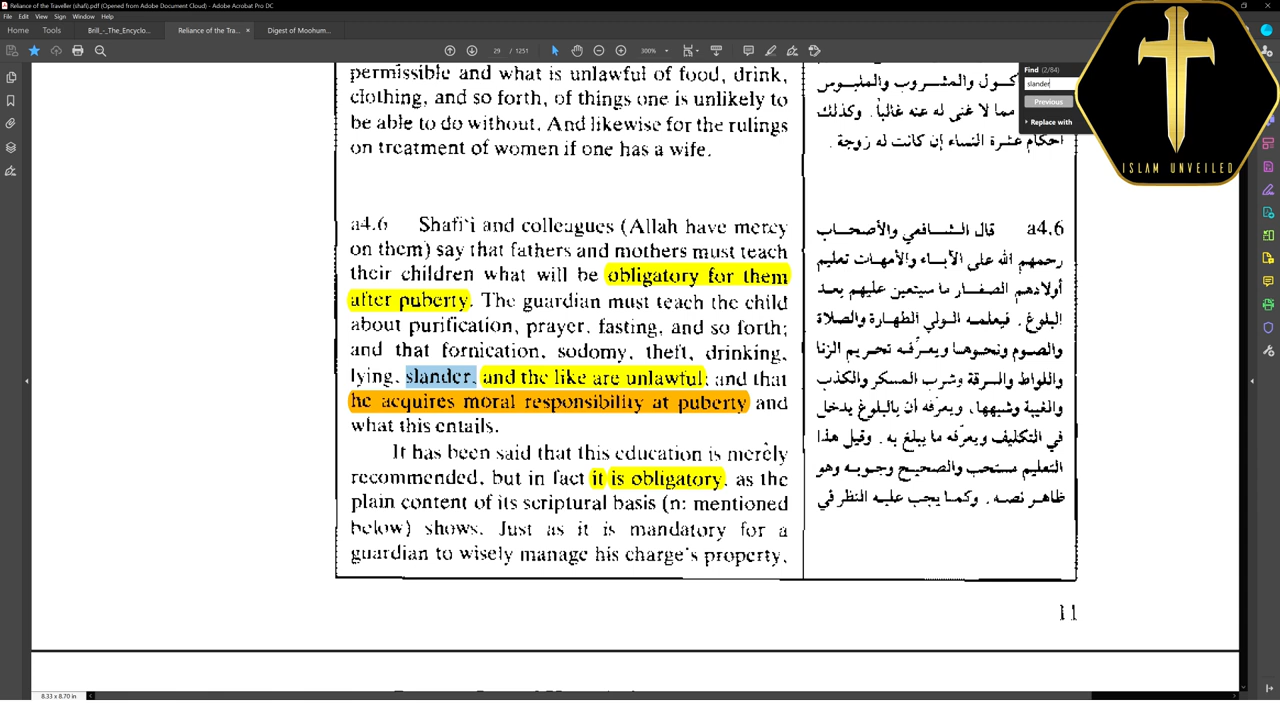 Reliance of the Traveller (shafi).pdf (Opened from Adobe Document Cloud) - Adobe Acrobat Pro DC
File Edit View Sign Window Help
Home Tools Brill_-_The_Encyclo... Reliance of the Tra... × Digest of Moohum...
29 / 1251 300%
Find (2/84)
slander
Previous
Replace with
ISLAM UNVEILED
permissible and what is unlawful of food, drink,
clothing, and so forth, of things one is unlikely to
be able to do without. And likewise for the rulings
on treatment of women if one has a wife.
كول والمشروب والملبوس
مما لا غنى له عنه غالباً. وكذلك
أحكام عشرة النساء إن كانت له زوجة .
a4.6 Shafi'i and colleagues (Allah have mercy
on them) say that fathers and mothers must teach
their children what will be obligatory for them
after puberty. The guardian must teach the child
about purification, prayer, fasting, and so forth;
and that fornication, sodomy, theft, drinking,
lying, slander, and the like are unlawful; and that
he acquires moral responsibility at puberty and
what this entails.
It has been said that this education is merely
recommended, but in fact it is obligatory, as the
plain content of its scriptural basis (n: mentioned
below) shows. Just as it is mandatory for a
guardian to wisely manage his charge's property,
a4.6 قال الشافعي والأصحاب
رحمهم الله على الآباء والأمهات تعليم
أولادهم الصغار ما سيتعين عليهم بعد
البلوغ . فيعلمه الولي الطهارة والصلاة
والصوم ونحوها ويعرّفه تحريم الزنا
واللواط والسرقة وشرب المسكر والكذب
والغيبة وشبهها، ويعرّفه أن بالبلوغ يدخل
في التكليف ويعرّفه ما يبلغ به . وقيل هذا
التعليم مستحب والصحيح وجوبه وهو
ظاهر نصه . وكما يجب عليه النظر في
11
8.33 x 8.70 in